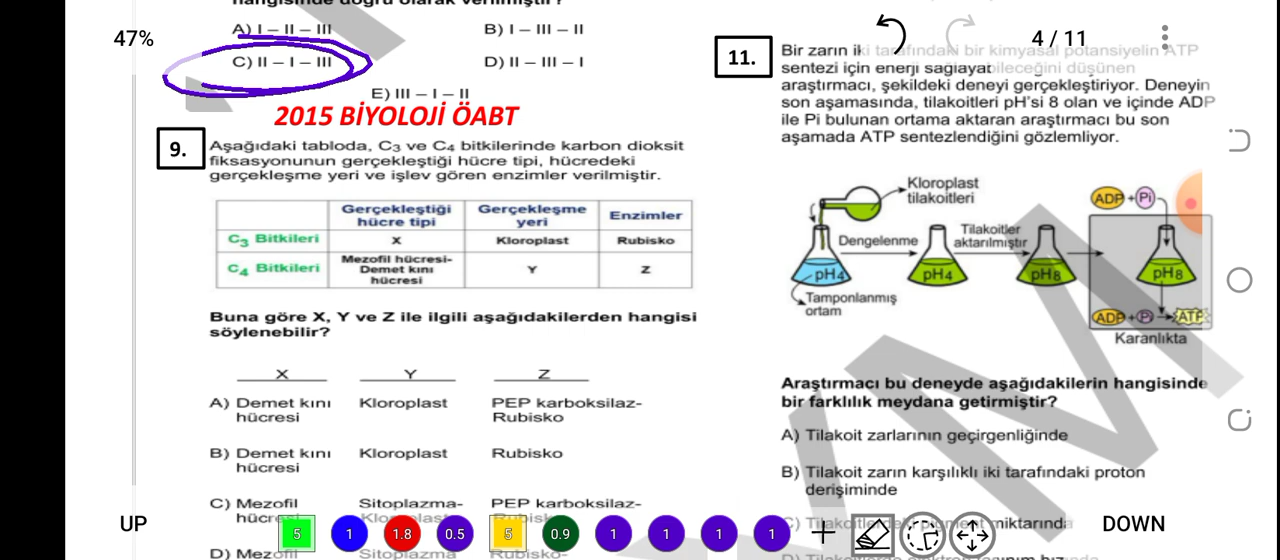 47%
hangisinde doğru olarak verilmiştir?
A) I – II – III
B) I – III – II
C) II – I – III
D) II – III – I
E) III – I – II
2015 BİYOLOJİ ÖABT
9.
Aşağıdaki tabloda, C3 ve C4 bitkilerinde karbon dioksit
fiksasyonunun gerçekleştiği hücre tipi, hücredeki
gerçekleşme yeri ve işlev gören enzimler verilmiştir.
Gerçekleştiği hücre tipi
Gerçekleşme yeri
Enzimler
C3 Bitkileri
X
Kloroplast
Rubisko
C4 Bitkileri
Mezofil hücresi-
Demet kını
hücresi
Y
Z
Buna göre X, Y ve Z ile ilgili aşağıdakilerden hangisi
söylenebilir?
X Y Z
A) Demet kını Kloroplast PEP karboksilaz-
hücresi Rubisko
B) Demet kını Kloroplast Rubisko
hücresi
C) Mezofil Sitoplazma- PEP karboksilaz-
D) Mezofil Sitoplazma Rubisko-
4 / 11
11.
Bir zarın iki tarafındaki bir kimyasal potansiyelin ATP
sentezi için enerji sağlayabileceğini düşünen
araştırmacı, şekildeki deneyi gerçekleştiriyor. Deneyin
son aşamasında, tilakoitleri pH'si 8 olan ve içinde ADP
ile Pi bulunan ortama aktaran araştırmacı bu son
aşamada ATP sentezlendiğini gözlemliyor.
Kloroplast
tilakoitleri
ADP + Pi
Dengelenme
Tilakoitler
aktarılmıştır
pH4
pH4
pH8
pH8
Tamponlanmış
ortam
ADP + Pi ATP
Karanlıkta
Araştırmacı bu deneyde aşağıdakilerin hangisinde
bir farklılık meydana getirmiştir?
A) Tilakoit zarlarının geçirgenliğinde
B) Tilakoit zarın karşılıklı iki tarafındaki proton
derişiminde
C) Tilakoitlerdeki pigment miktarında
UP
5
1
1.8
0.5
5
0.9
1
1
1
1
+
DOWN